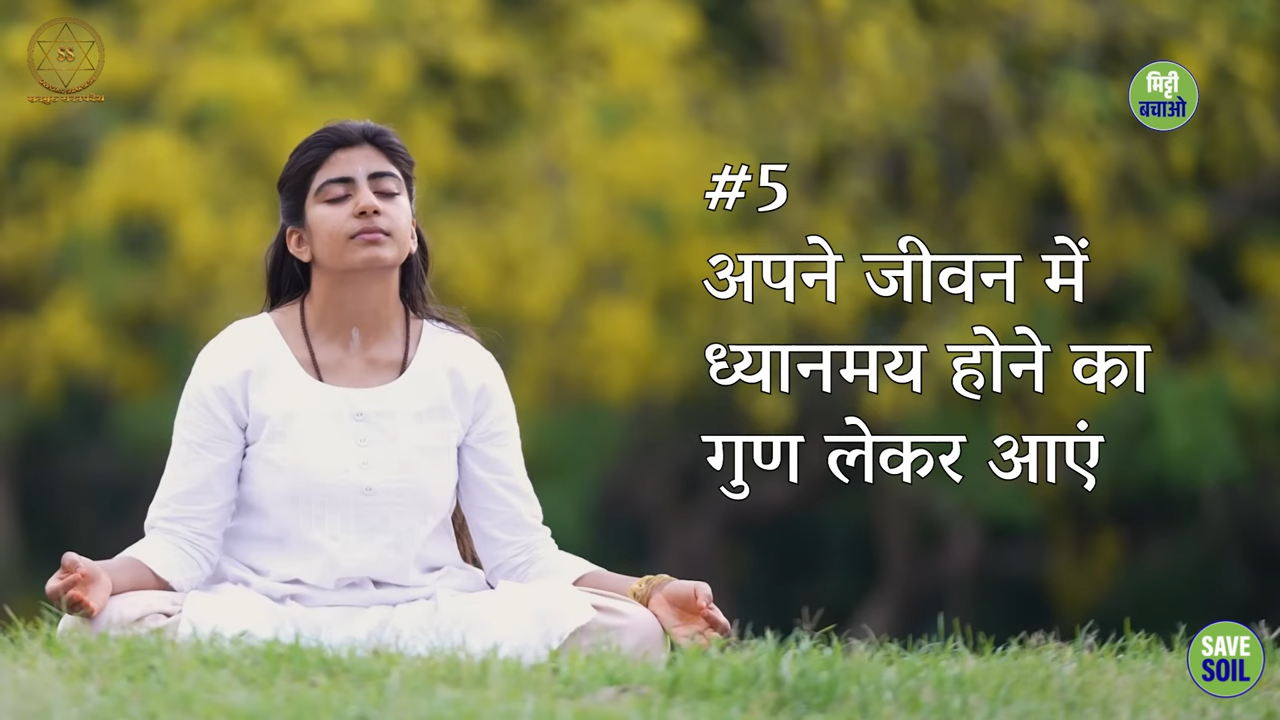 मिट्टी
बचाओ
#5
अपने जीवन में
ध्यानमय होने का
गुण लेकर आएं
SAVE
SOIL